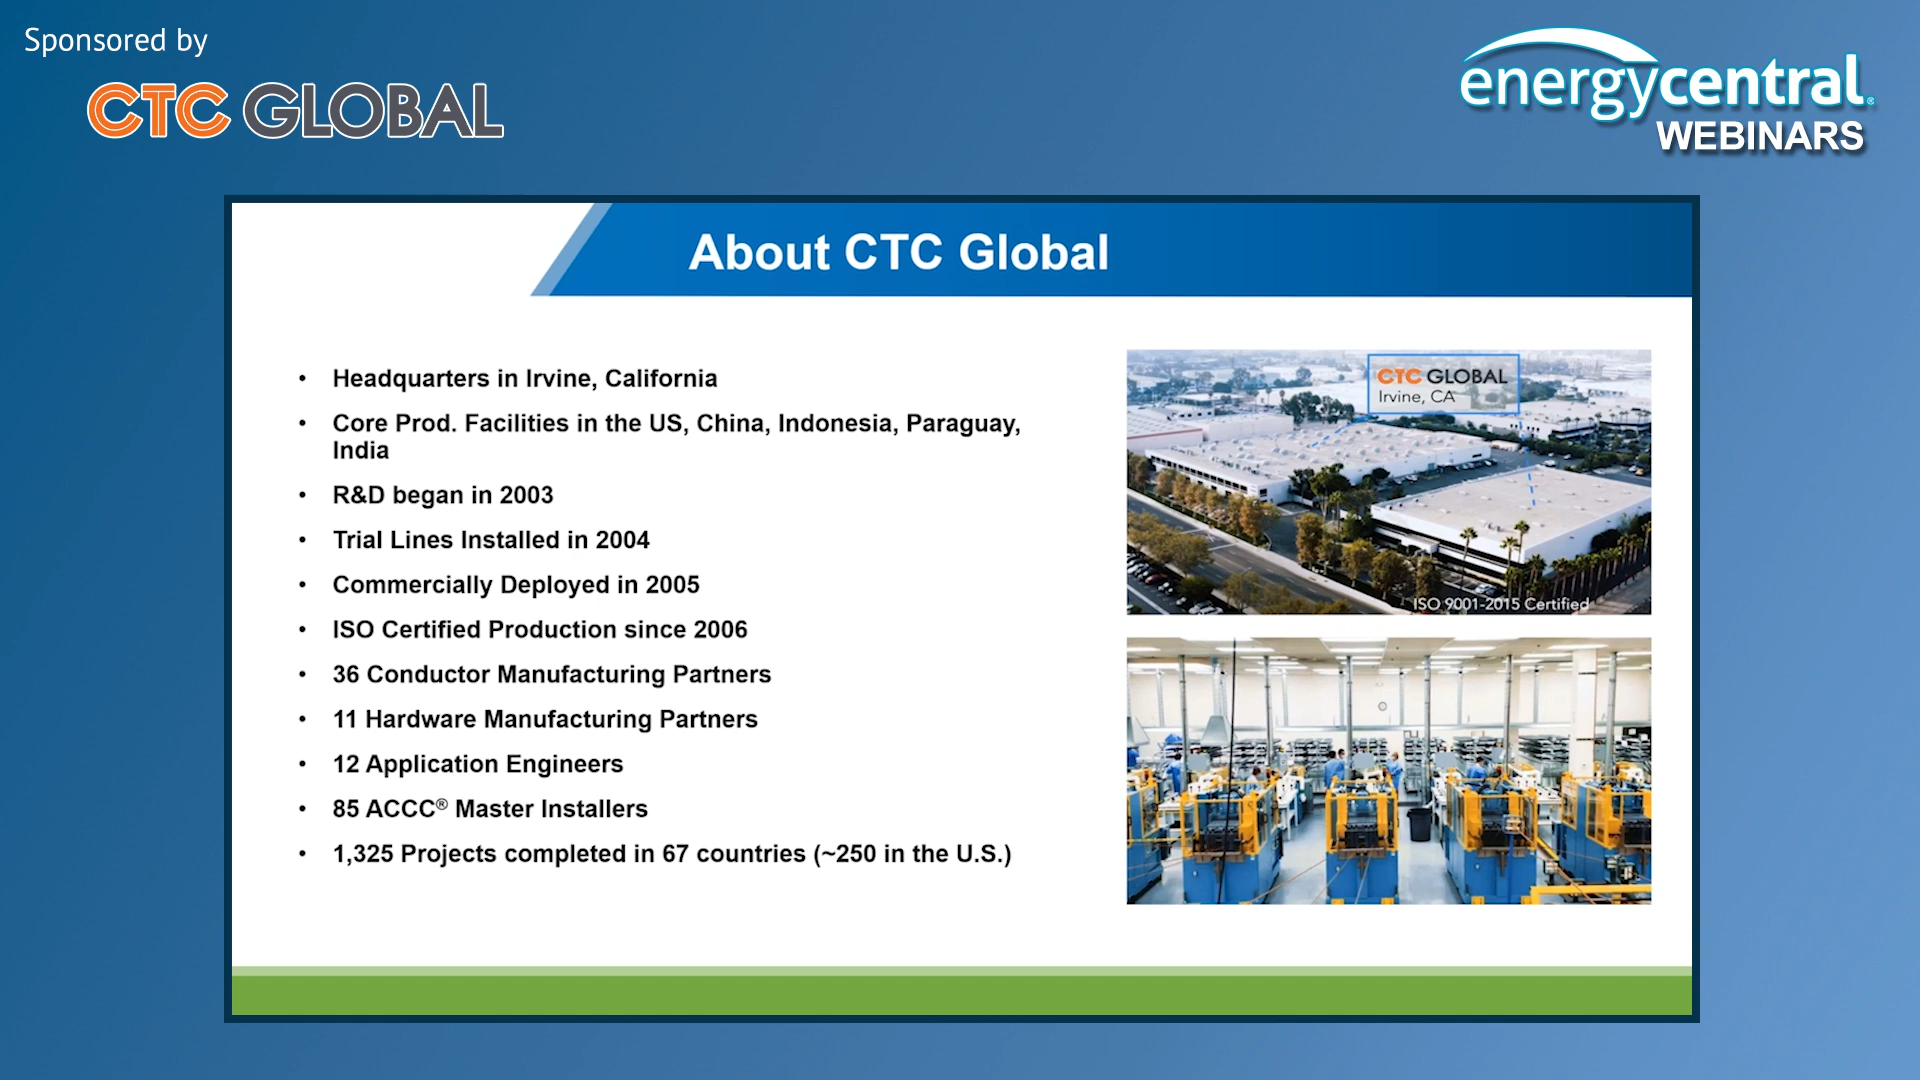 Sponsored by
CTC GLOBAL
energycentral®
WEBINARS
About CTC Global
• Headquarters in Irvine, California
• Core Prod. Facilities in the US, China, Indonesia, Paraguay,
India
• R&D began in 2003
• Trial Lines Installed in 2004
• Commercially Deployed in 2005
• ISO Certified Production since 2006
• 36 Conductor Manufacturing Partners
• 11 Hardware Manufacturing Partners
• 12 Application Engineers
• 85 ACCC® Master Installers
• 1,325 Projects completed in 67 countries (~250 in the U.S.)
CTC GLOBAL
Irvine, CA
ISO 9001-2015 Certified